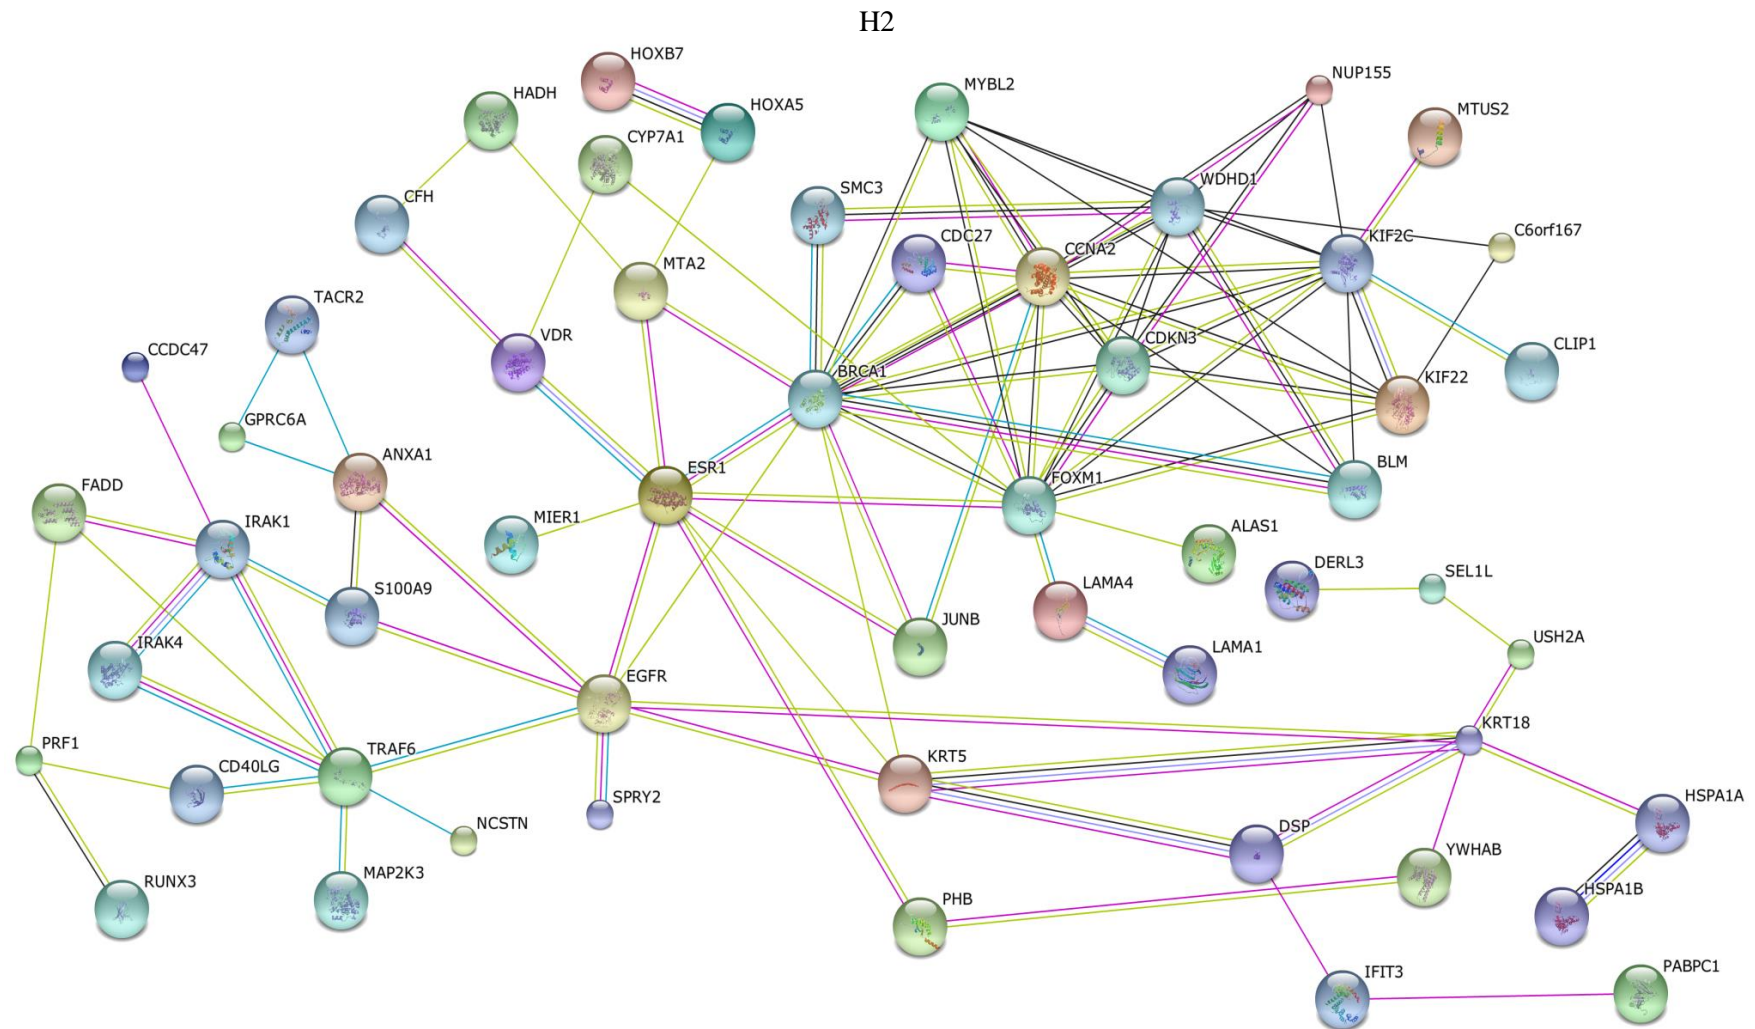 H2
HOXB7
NUP155
MYBL2
HADH
HOXA5
MTUS2
CYP7A1
WDHD1
SMC3
CFH
C6orf167
CDC27
CCNA2
KIF2C
MTA2
TACR2
VDR
CDKN3
CCDC47
CLIP1
BRCA1
KIF22
GPRC6A
ANXA1
BLM
ESR1
FOXM1
FADD
IRAK1
MIER1
ALAS1
DERL3
SEL1L
LAMA4
S100A9
JUNB
USH2A
IRAK4
LAMA1
EGFR
KRT18
PRF1
TRAF6
KRT5
CD40LG
SPRY2
HSPA1A
NCSTN
DSP
YWHAB
MAP2K3
RUNX3
HSPA1B
PHB
PABPC1
IFIT3